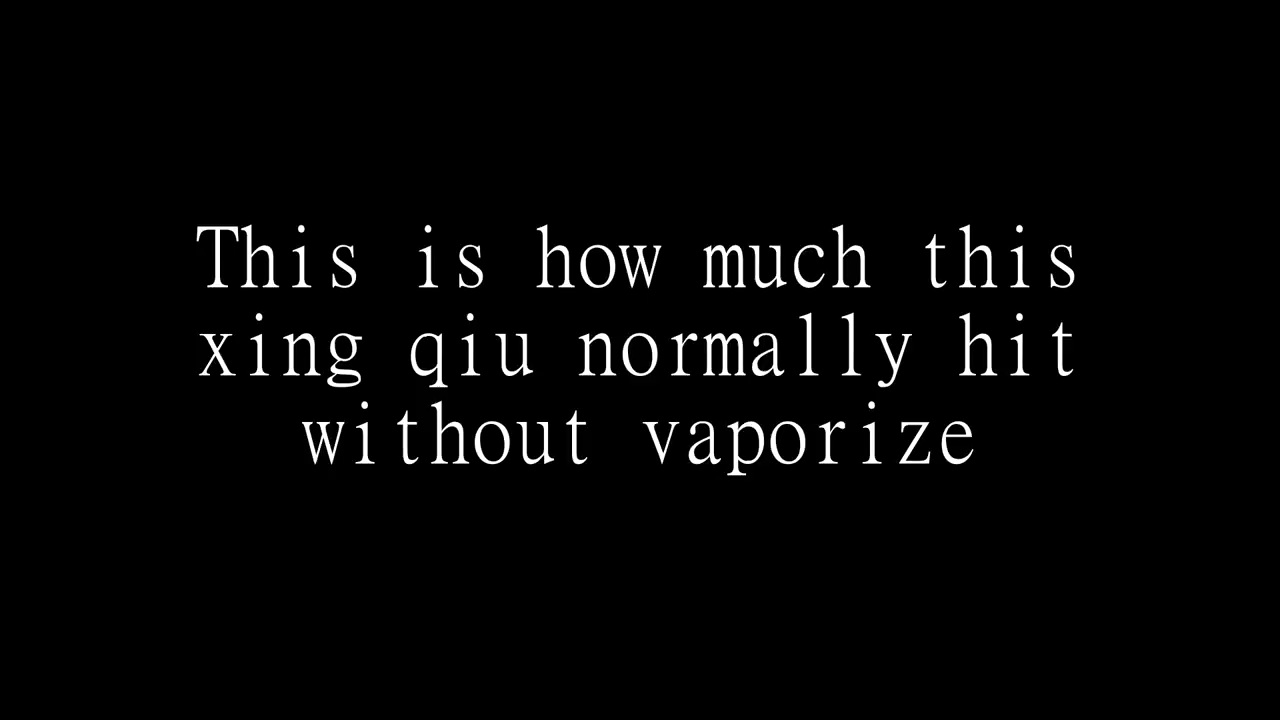 This is how much this
xing qiu normally hit
without vaporize